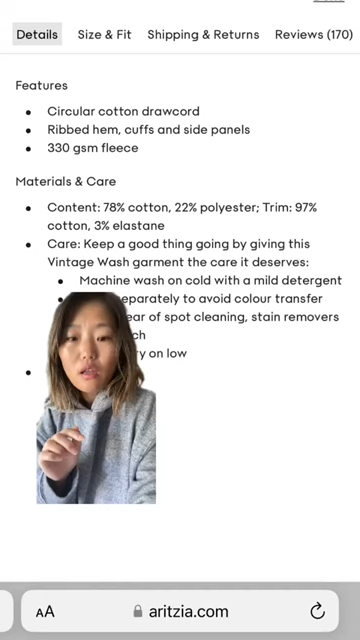 Details Size & Fit Shipping & Returns Reviews (170)
Features
• Circular cotton drawcord
• Ribbed hem, cuffs and side panels
• 330 gsm fleece
Materials & Care
• Content: 78% cotton, 22% polyester; Trim: 97%
cotton, 3% elastane
• Care: Keep a good thing going by giving this
Vintage Wash garment the care it deserves:
• Machine wash on cold with a mild detergent
eparately to avoid colour transfer
ear of spot cleaning, stain removers
ch
ry on low
AA aritzia.com